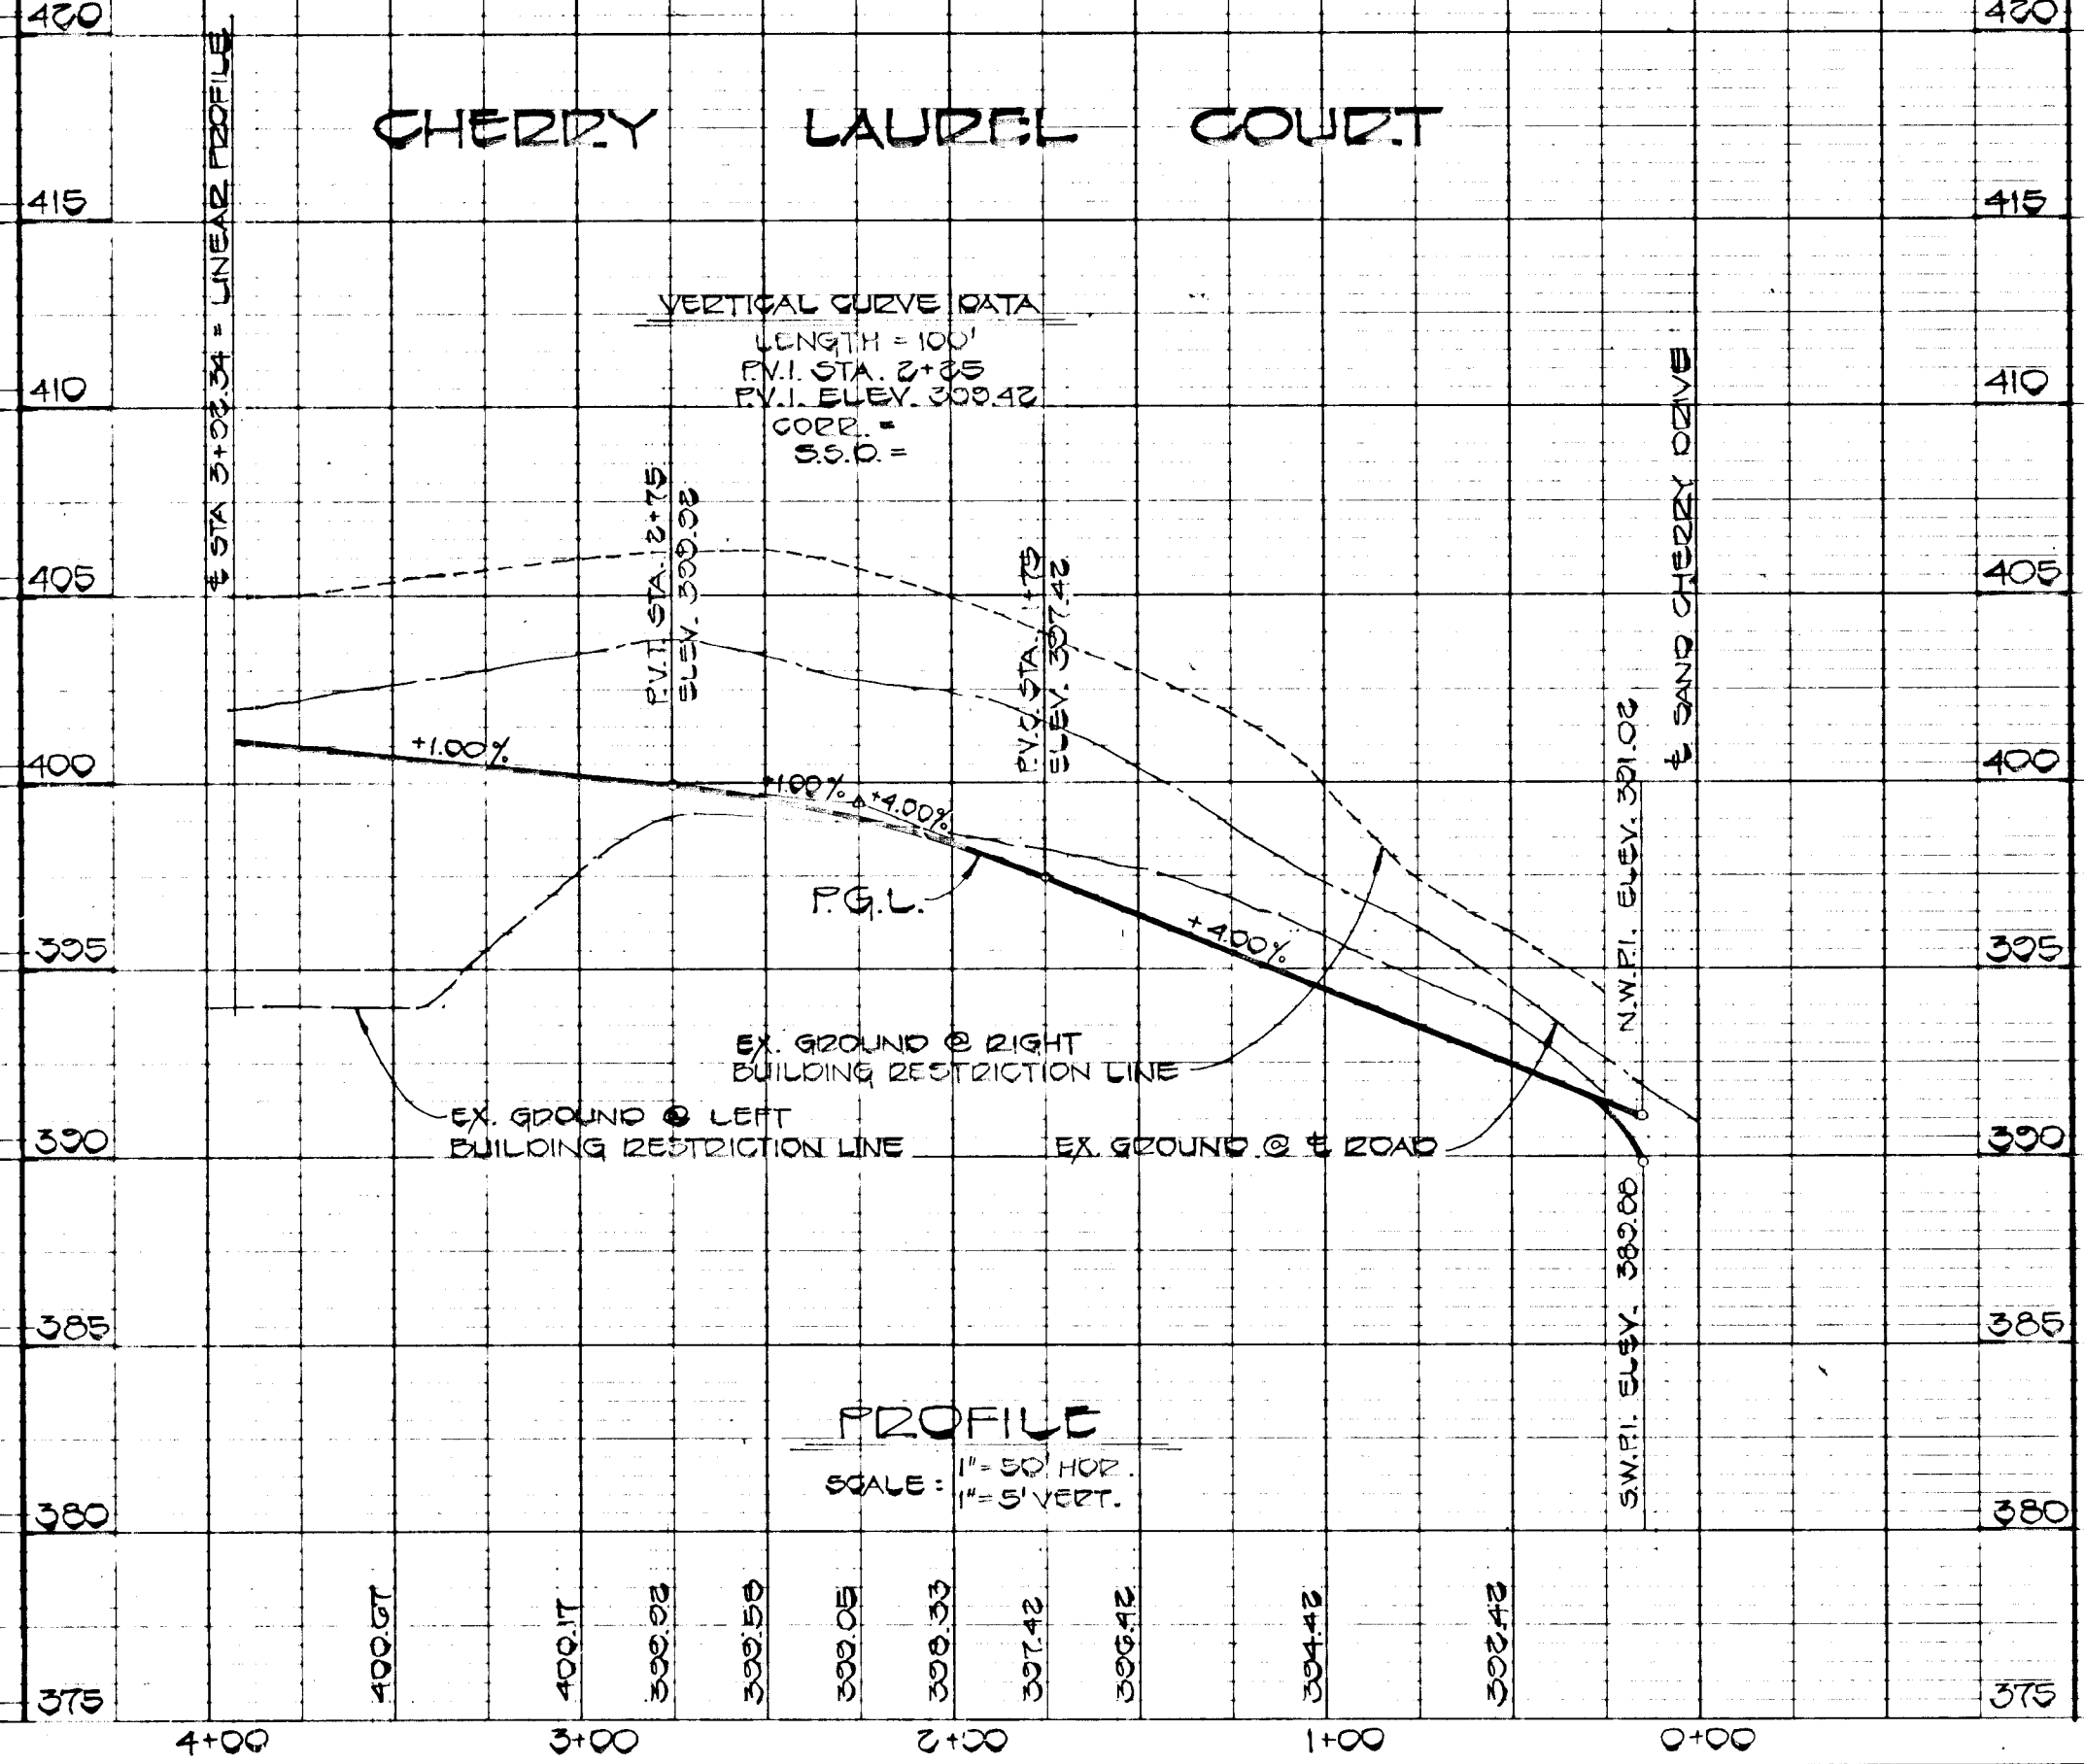 420
420
CHERRY LAUREL COURT
415
415
410
410
405
405
400
400
395
395
390
390
385
385
380
380
375
375
℄ STA 3+92.34 = LINEAR PROFILE
VERTICAL CURVE DATA
LENGTH = 100'
P.V.I. STA. 2+25
P.V.I. ELEV. 399.42
CORR. =
S.S.D. =
P.V.T. STA. 2+75
ELEV. 399.92
P.V.C. STA. 1+75
ELEV. 397.42
℄ SAND CHERRY DRIVE
N.W.P.I. ELEV. 391.02
S.W.P.I. ELEV. 389.88
+1.00%
+1.00% Δ +4.00%
P.G.L.
+4.00%
EX. GROUND @ RIGHT
BUILDING RESTRICTION LINE
EX. GROUND @ LEFT
BUILDING RESTRICTION LINE
EX. GROUND @ ℄ ROAD
PROFILE
SCALE : 1"=50' HOR.
1"=5' VERT.
400.67
400.17
399.92
399.58
399.05
398.33
397.42
396.42
394.42
392.42
4+00
3+00
2+00
1+00
0+00